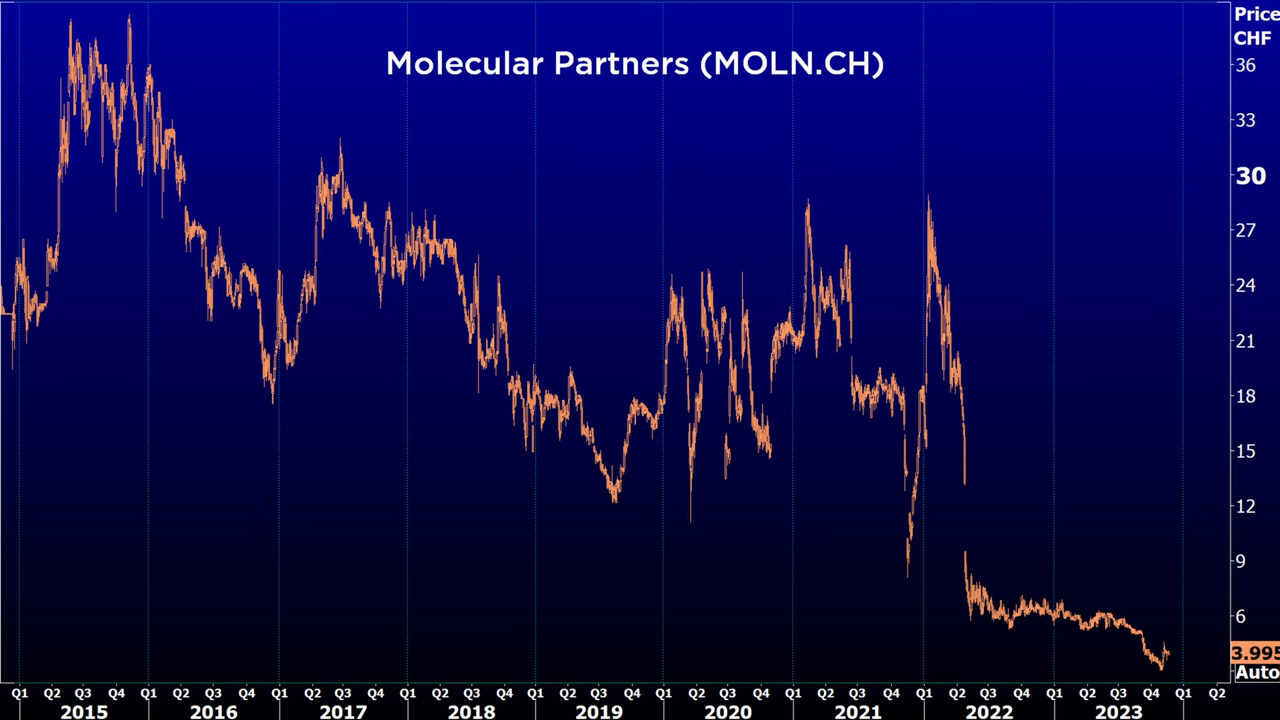 Molecular Partners (MOLN.CH)
Price
CHF
36
33
30
27
24
21
18
15
12
9
6
3.995
Auto
Q1 Q2 Q3 Q4 Q1 Q2 Q3 Q4 Q1 Q2 Q3 Q4 Q1 Q2 Q3 Q4 Q1 Q2 Q3 Q4 Q1 Q2 Q3 Q4 Q1 Q2 Q3 Q4 Q1 Q2 Q3 Q4 Q1 Q2 Q3 Q4 Q1 Q2
2015 2016 2017 2018 2019 2020 2021 2022 2023